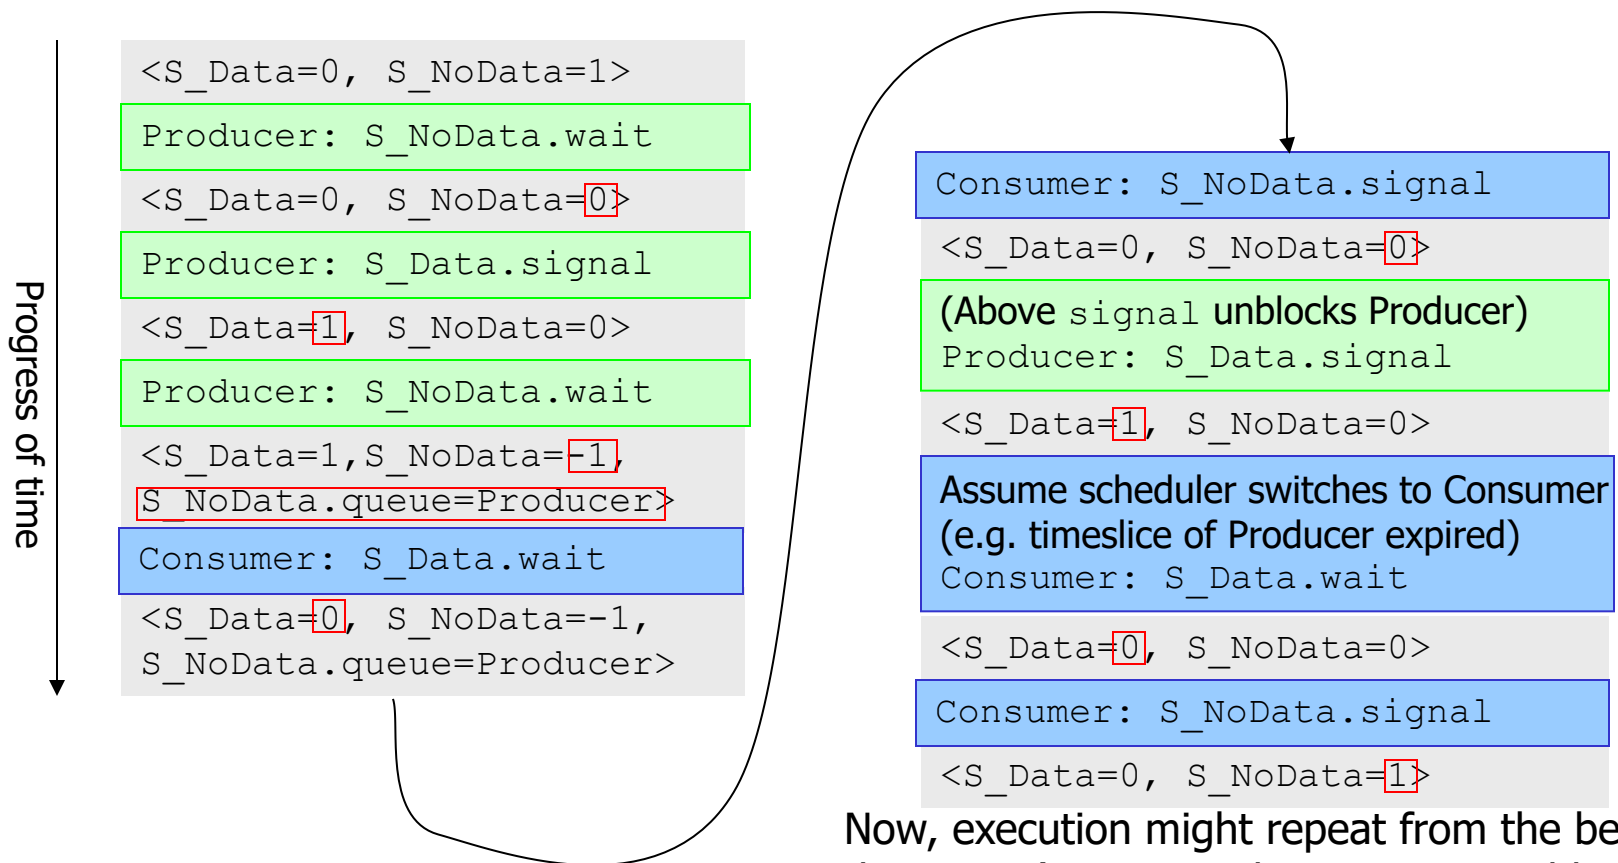 Progress of time
<S_Data=0, S_NoData=1>
Producer: S_NoData.wait
<S_Data=0, S_NoData=0>
Producer: S_Data.signal
<S_Data=1, S_NoData=0>
Producer: S_NoData.wait
<S_Data=1,S_NoData=-1,
S_NoData.queue=Producer>
Consumer: S_Data.wait
<S_Data=0, S_NoData=-1,
S_NoData.queue=Producer>
Consumer: S_NoData.signal
<S_Data=0, S_NoData=0>
(Above signal unblocks Producer)
Producer: S_Data.signal
<S_Data=1, S_NoData=0>
Assume scheduler switches to Consumer
(e.g. timeslice of Producer expired)
Consumer: S_Data.wait
<S_Data=0, S_NoData=0>
Consumer: S_NoData.signal
<S_Data=0, S_NoData=1>
Now, execution might repeat from the be